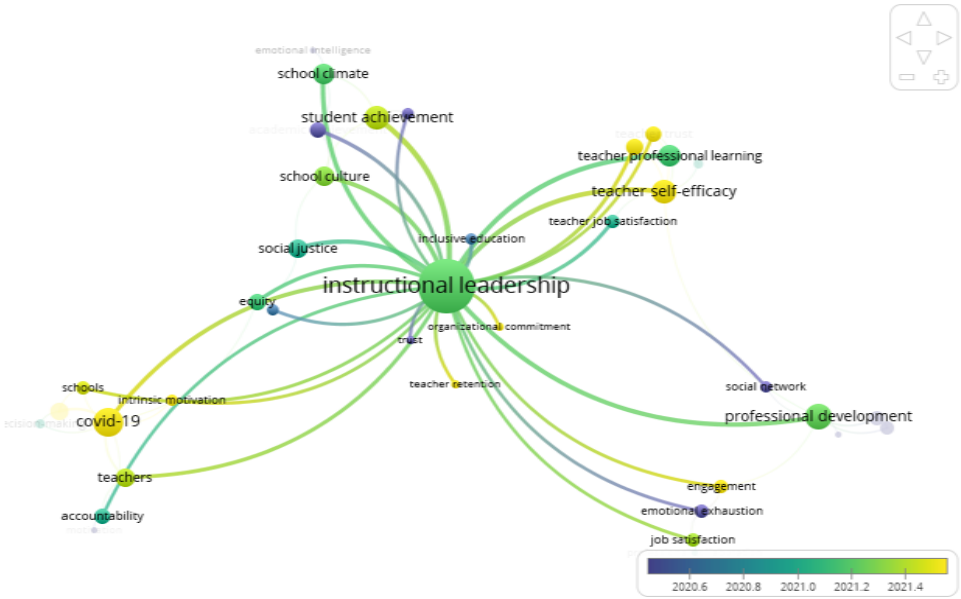 emotional intelligence
school climate
student achievement
teacher trust
teacher professional learning
school culture
teacher self-efficacy
teacher job satisfaction
inclusive education
social justice
instructional leadership
equity
organizational commitment
trust
teacher retention
schools
social network
intrinsic motivation
professional development
covid-19
teachers
engagement
emotional exhaustion
accountability
job satisfaction
2020.6 2020.8 2021.0 2021.2 2021.4